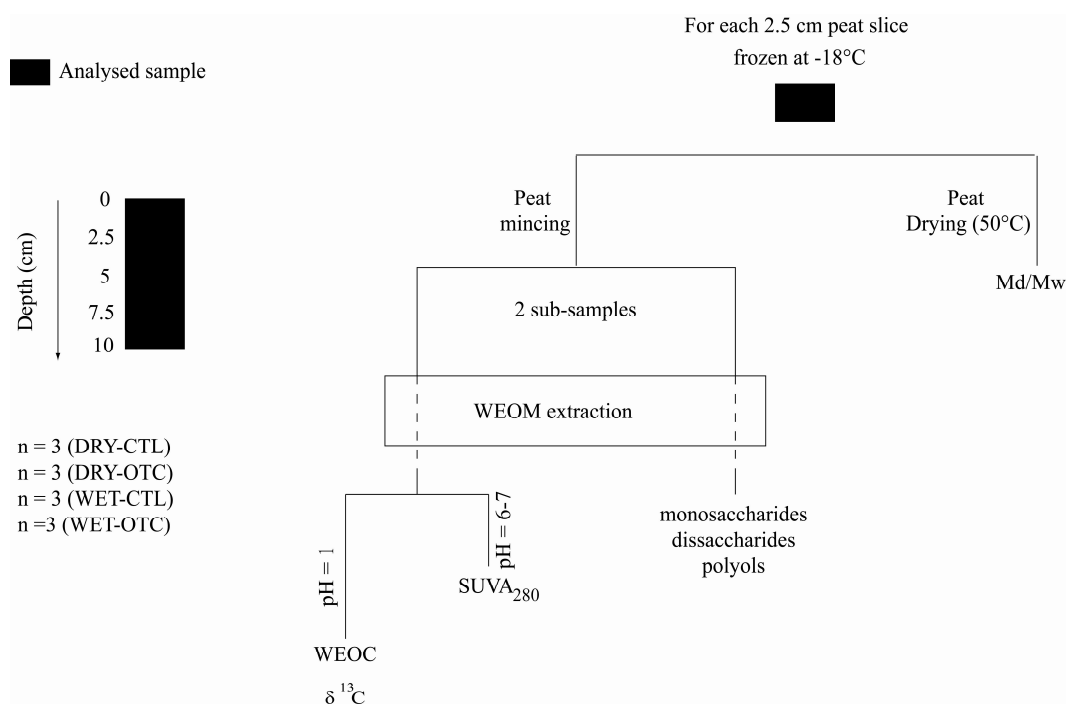 For each 2.5 cm peat slice
frozen at -18°C
Analysed sample
Depth (cm)
0
2.5
5
7.5
10
Peat
mincing
Peat
Drying (50°C)
Md/Mw
2 sub-samples
WEOM extraction
n = 3 (DRY-CTL)
n = 3 (DRY-OTC)
n = 3 (WET-CTL)
n =3 (WET-OTC)
pH = 1
pH = 6-7
monosaccharides
dissaccharides
polyols
SUVA280
WEOC
δ 13C